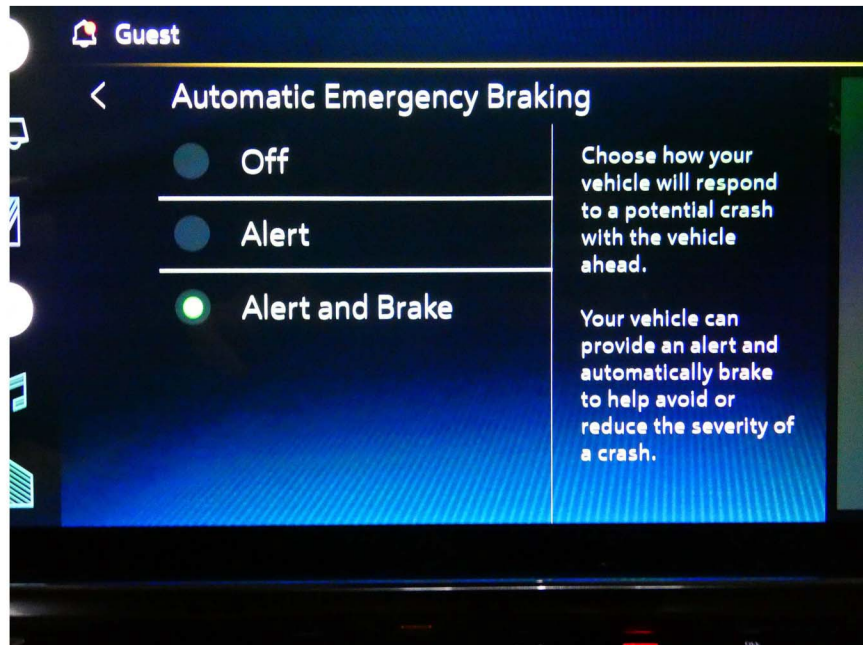 Guest
Automatic Emergency Braking
Off
Alert
Alert and Brake
Choose how your
vehicle will respond
to a potential crash
with the vehicle
ahead.
Your vehicle can
provide an alert and
automatically brake
to help avoid or
reduce the severity of
a crash.